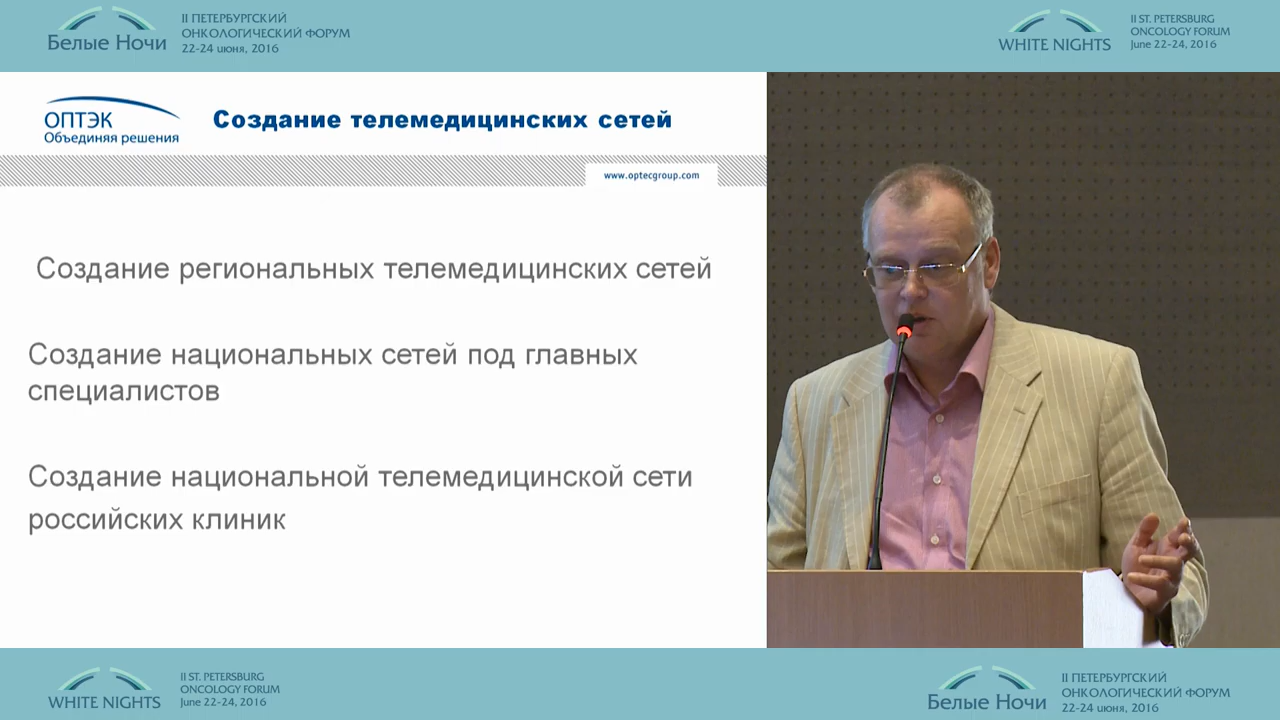 Белые Ночи
II ПЕТЕРБУРГСКИЙ
ОНКОЛОГИЧЕСКИЙ ФОРУМ
22-24 июня, 2016
WHITE NIGHTS
II ST. PETERSBURG
ONCOLOGY FORUM
June 22-24, 2016
ОПТЭК
Объединяя решения
Создание телемедицинских сетей
www.optecgroup.com
Создание региональных телемедицинских сетей
Создание национальных сетей под главных
специалистов
Создание национальной телемедицинской сети
российских клиник
WHITE NIGHTS
II ST. PETERSBURG
ONCOLOGY FORUM
June 22-24, 2016
Белые Ночи
II ПЕТЕРБУРГСКИЙ
ОНКОЛОГИЧЕСКИЙ ФОРУМ
22-24 июня, 2016